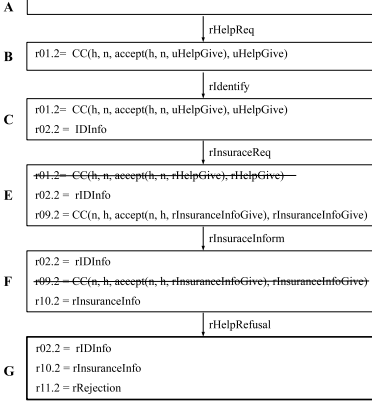 A
rHelpReq
B
r01.2= CC(h, n, accept(h, n, uHelpGive), uHelpGive)
rIdentify
C
r01.2= CC(h, n, accept(h, n, uHelpGive), uHelpGive)
r02.2 = IDInfo
rInsuraceReq
E
r01.2= CC(h, n, accept(h, n, rHelpGive), rHelpGive)
r02.2 = rIDInfo
r09.2 = CC(n, h, accept(n, h, rInsuranceInfoGive), rInsuranceInfoGive)
rInsuraceInform
F
r02.2 = rIDInfo
r09.2 = CC(n, h, accept(n, h, rInsuranceInfoGive), rInsuranceInfoGive)
r10.2 = rInsuranceInfo
rHelpRefusal
G
r02.2 = rIDInfo
r10.2 = rInsuranceInfo
r11.2 = rRejection